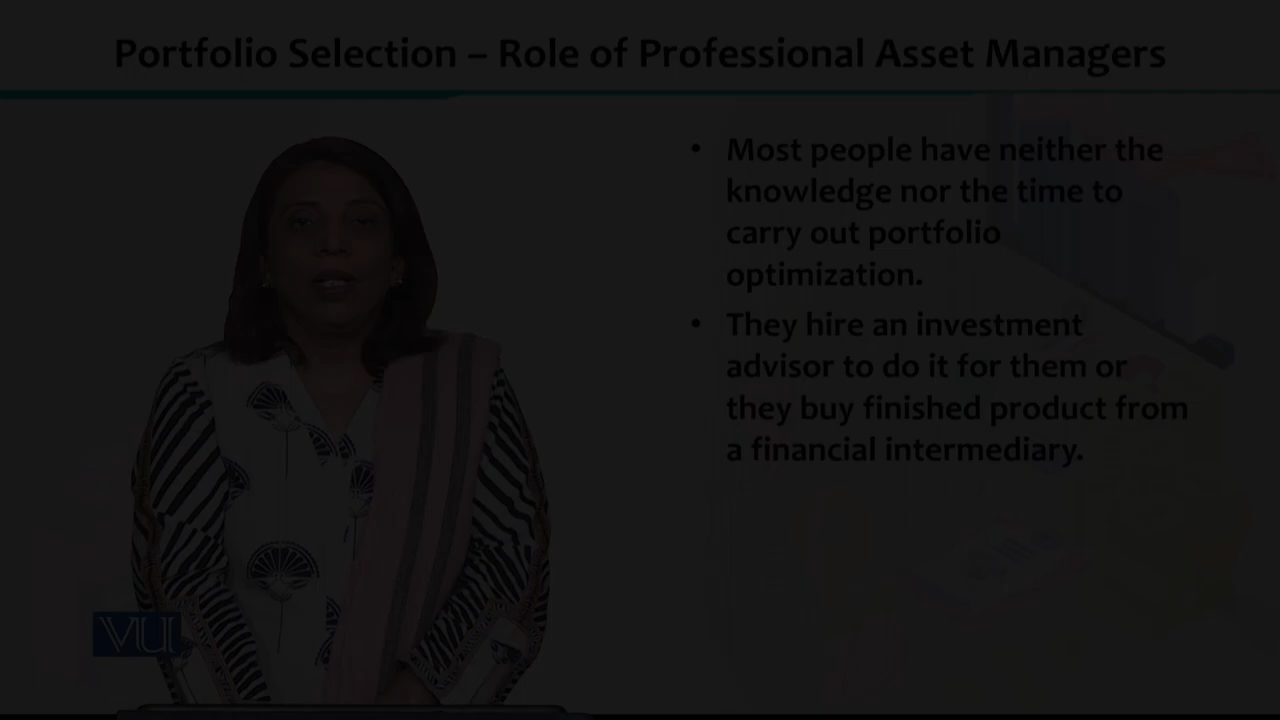 Portfolio Selection – Role of Professional Asset Managers
• Most people have neither the
knowledge nor the time to
carry out portfolio
optimization.
• They hire an investment
advisor to do it for them or
they buy finished product from
a financial intermediary.
VU